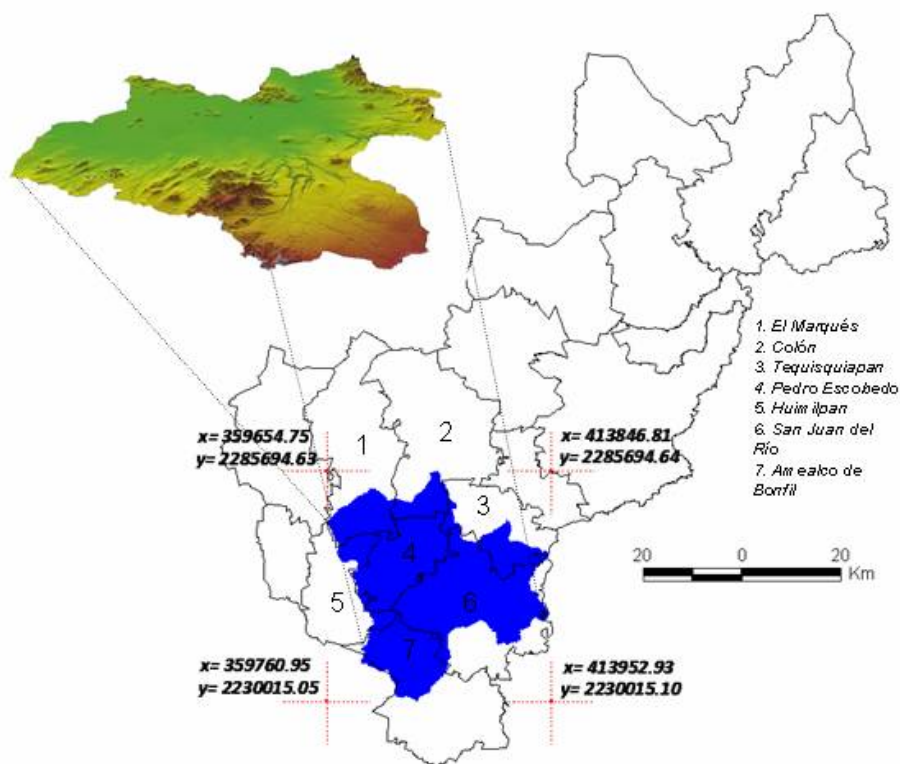 1. El Marqués
2. Colón
3. Tequisquiapan
4. Pedro Escobedo
5. Huimilpan
6. San Juan del
Río
7. Amealco de
Bonfil
x= 359654.75
y= 2285694.63
1
2
x= 413846.81
y= 2285694.64
3
4
5
6
7
20 0 20
Km
x= 359760.95
y= 2230015.05
x= 413952.93
y= 2230015.10